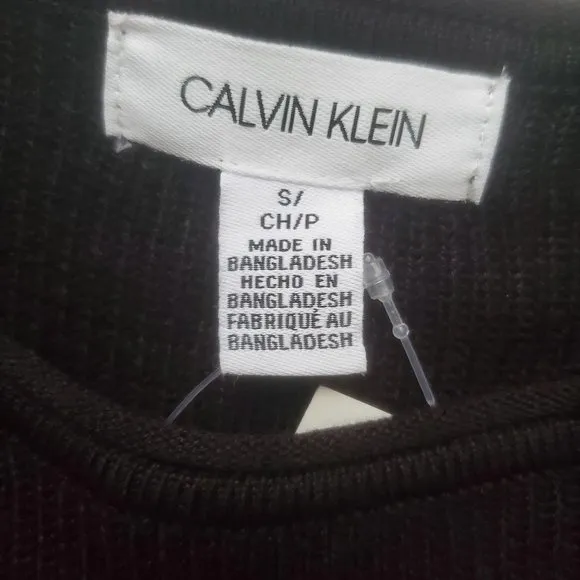 CALVIN KLEIN
S/
CH/P
MADE IN
BANGLADESH
HECHO EN
BANGLADESH
FABRIQUÉ AU
BANGLADESH